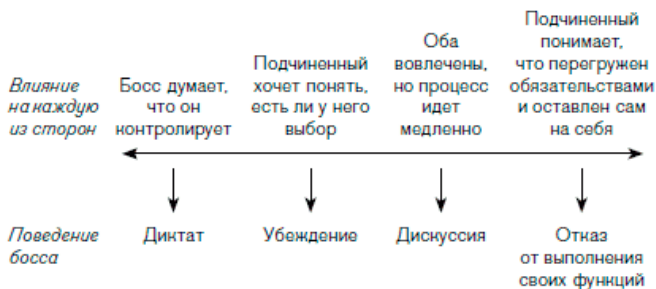 Влияние
на каждую
из сторон
Босс думает,
что он
контролирует
Подчиненный
хочет понять,
есть ли у него
выбор
Оба
вовлечены,
но процесс
идет
медленно
Подчиненный
понимает,
что перегружен
обязательствами
и оставлен сам
на себя
Поведение
босса
Диктат
Убеждение
Дискуссия
Отказ
от выполнения
своих функций